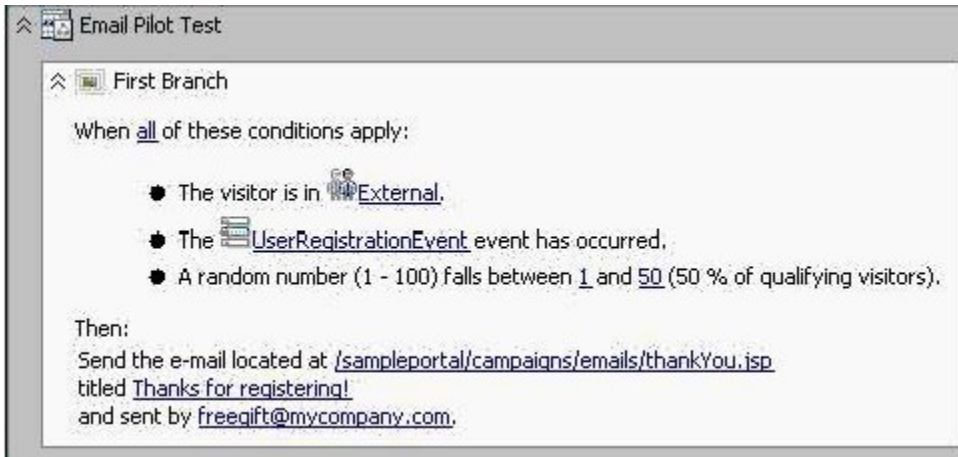 Email Pilot Test
First Branch
When all of these conditions apply:
The visitor is in External.
The UserRegistrationEvent event has occurred.
A random number (1 - 100) falls between 1 and 50 (50 % of qualifying visitors).
Then:
Send the e-mail located at /sampleportal/campaigns/emails/thankYou.jsp
titled Thanks for registering!
and sent by freegift@mycompany.com.